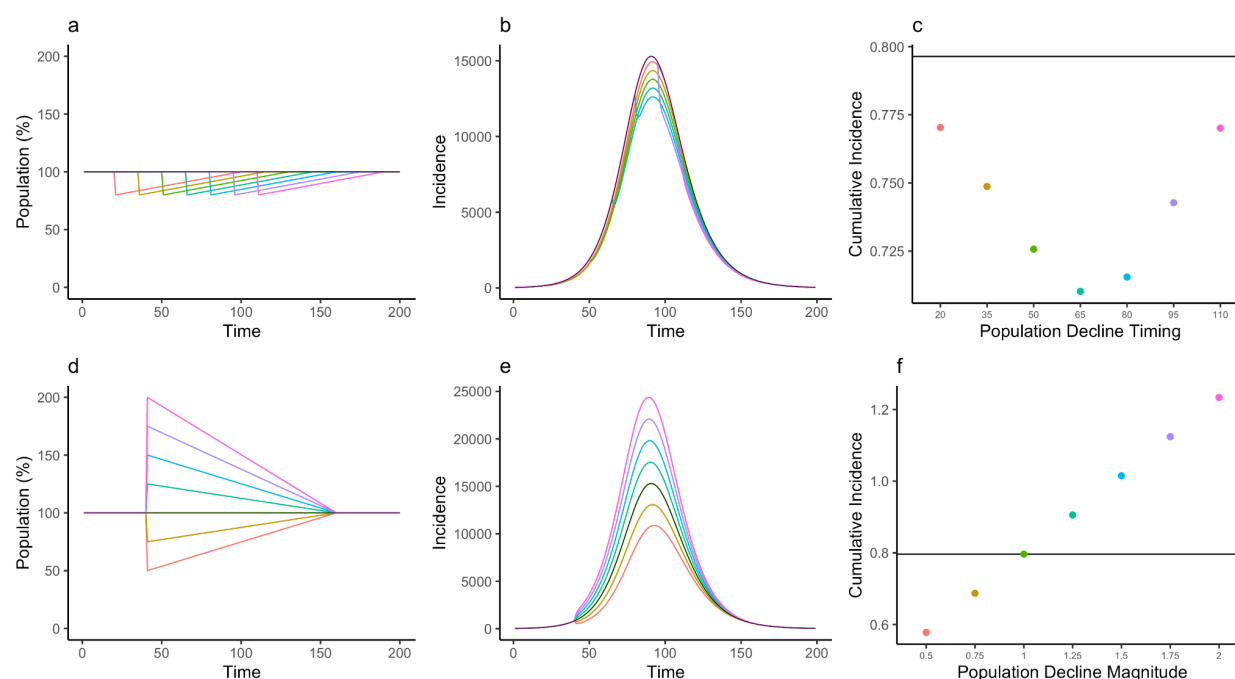 a
200
150
100
50
0
Population (%)
0 50 100 150 200
Time
b
15000
10000
5000
0
Incidence
0 50 100 150 200
Time
c
0.800
0.775
0.750
0.725
Cumulative Incidence
20 35 50 65 80 95 110
Population Decline Timing
d
200
150
100
50
0
Population (%)
0 50 100 150 200
Time
e
25000
20000
15000
10000
5000
0
Incidence
0 50 100 150 200
Time
f
1.2
1.0
0.8
0.6
Cumulative Incidence
0.5 0.75 1 1.25 1.5 1.75 2
Population Decline Magnitude